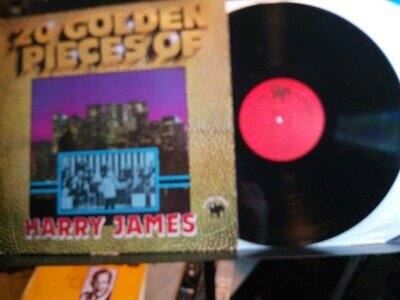 20 GOLDEN
PIECES OF
HARRY JAMES